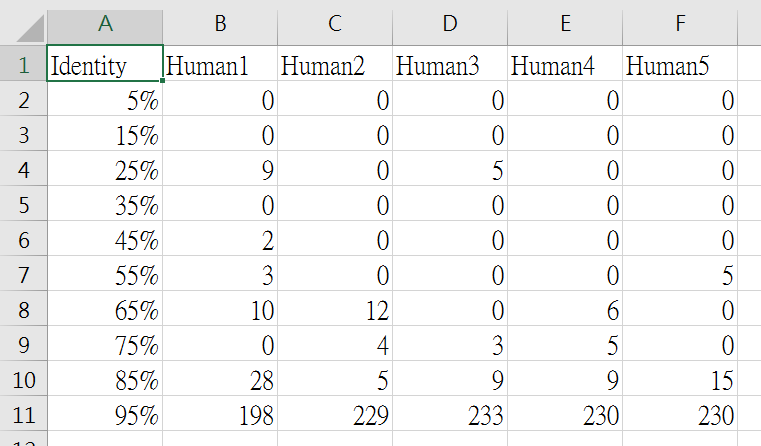 A B C D E F
1 Identity Human1 Human2 Human3 Human4 Human5
2 5% 0 0 0 0 0
3 15% 0 0 0 0 0
4 25% 9 0 5 0 0
5 35% 0 0 0 0 0
6 45% 2 0 0 0 0
7 55% 3 0 0 0 5
8 65% 10 12 0 6 0
9 75% 0 4 3 5 0
10 85% 28 5 9 9 15
11 95% 198 229 233 230 230